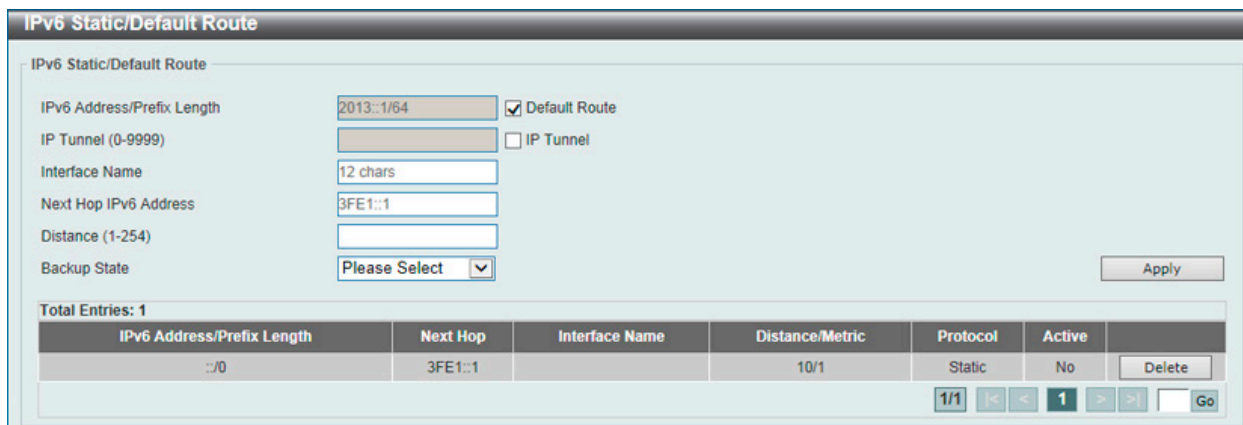 IPv6 Static/Default Route
IPv6 Static/Default Route
IPv6 Address/Prefix Length 2013::1/64 Default Route
IP Tunnel (0-9999) IP Tunnel
Interface Name 12 chars
Next Hop IPv6 Address 3FE1::1
Distance (1-254)
Backup State Please Select
Apply
Total Entries: 1
IPv6 Address/Prefix Length Next Hop Interface Name Distance/Metric Protocol Active
::/0 3FE1::1 10/1 Static No Delete
1/1 |< < 1 > >| Go